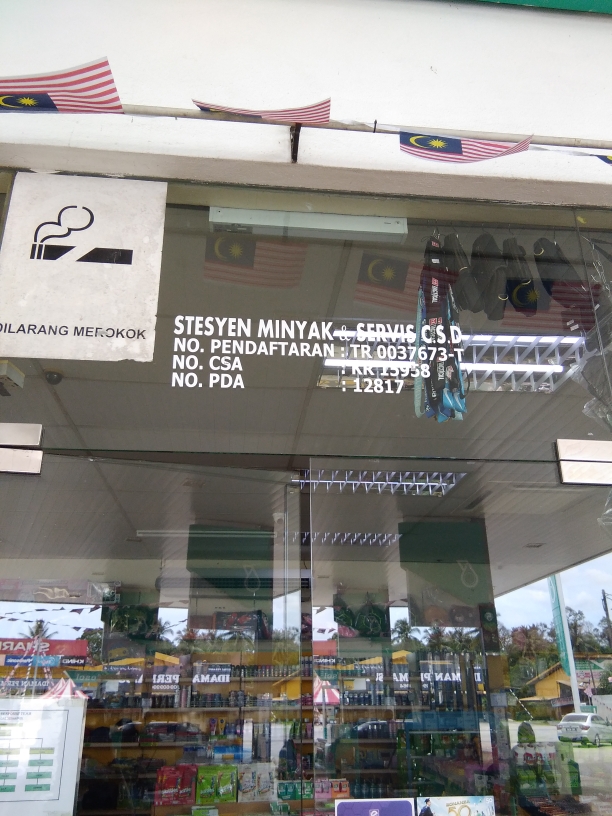 DILARANG MEROKOK
STESYEN MINYAK & SERVIS C.S.D
NO. PENDAFTARAN : TR 0037673-T
NO. CSA : KR 15958
NO. PDA : 12817